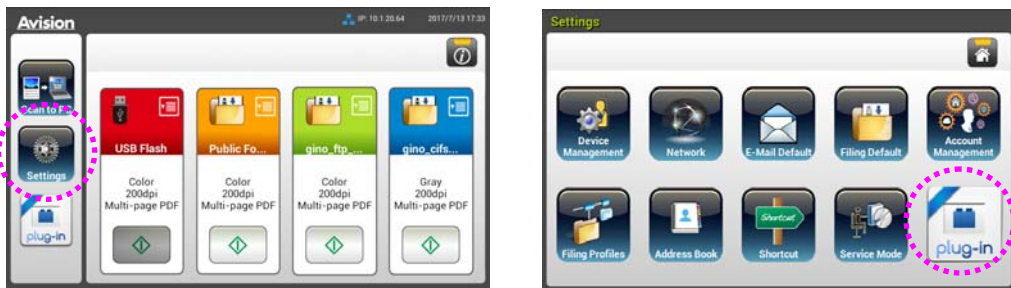 Avision
IP: 10.1.20.64 2017/7/13 17:33
Scan to PC
Settings
plug-in
USB Flash
Color
200dpi
Multi-page PDF
Public Fo...
Color
200dpi
Multi-page PDF
gino_ftp_...
Color
200dpi
Multi-page PDF
gino_cifs...
Gray
200dpi
Multi-page PDF
Settings
Device
Management
Network
E-Mail Default
Filing Default
Account
Management
Filing Profiles
Address Book
Shortcut
Shortcut
Service Mode
plug-in